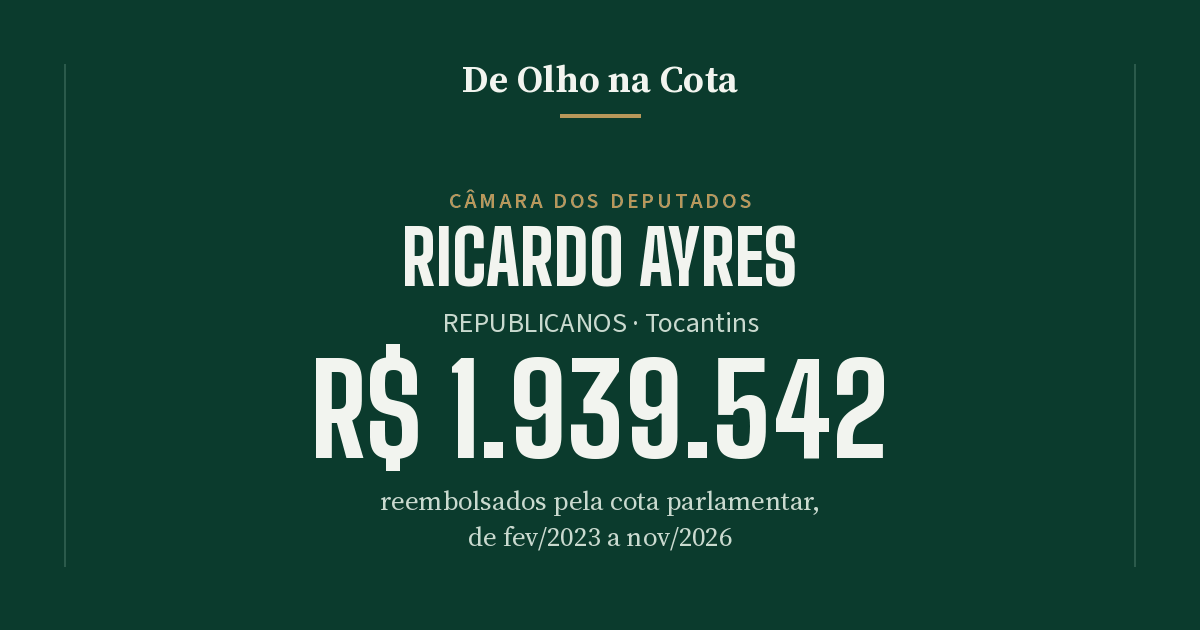 De Olho na Cota
CÂMARA DOS DEPUTADOS
RICARDO AYRES
REPUBLICANOS · Tocantins
R$ 1.939.542
reembolsados pela cota parlamentar,
de fev/2023 a nov/2026